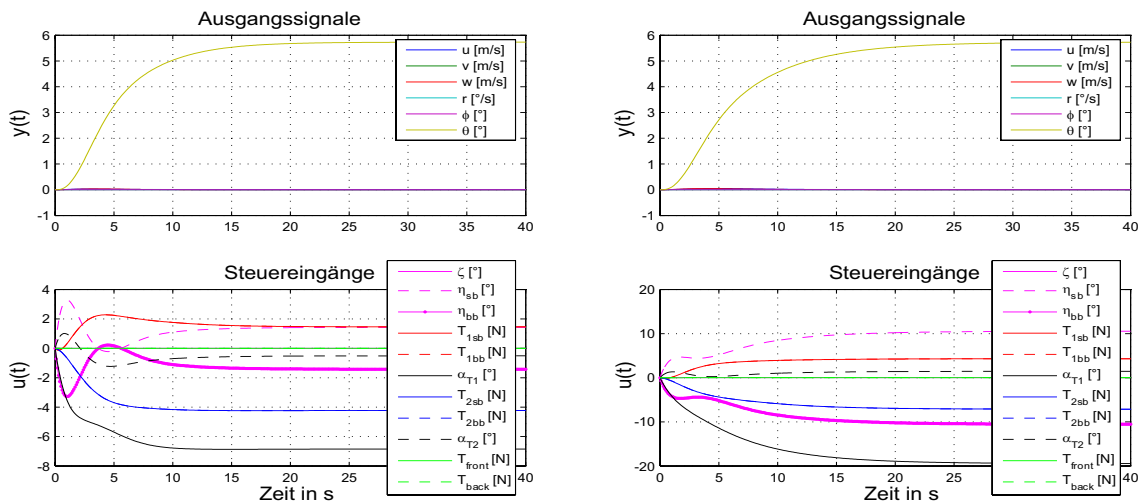 Ausgangssignale
y(t)
6
5
4
3
2
1
0
-1
0 5 10 15 20 25 30 35 40
u [m/s]
v [m/s]
w [m/s]
r [°/s]
ϕ [°]
θ [°]
Ausgangssignale
y(t)
6
5
4
3
2
1
0
-1
0 5 10 15 20 25 30 35 40
u [m/s]
v [m/s]
w [m/s]
r [°/s]
ϕ [°]
θ [°]
Steuereingänge
u(t)
4
2
0
-2
-4
-6
-8
0 5 10 15 20 25 30 35 40
Zeit in s
ζ [°]
η_sb [°]
η_bb [°]
T_1sb [N]
T_1bb [N]
α_T1 [°]
T_2sb [N]
T_2bb [N]
α_T2 [°]
T_front [N]
T_back [N]
Steuereingänge
u(t)
20
10
0
-10
-20
0 5 10 15 20 25 30 35 40
Zeit in s
ζ [°]
η_sb [°]
η_bb [°]
T_1sb [N]
T_1bb [N]
α_T1 [°]
T_2sb [N]
T_2bb [N]
α_T2 [°]
T_front [N]
T_back [N]